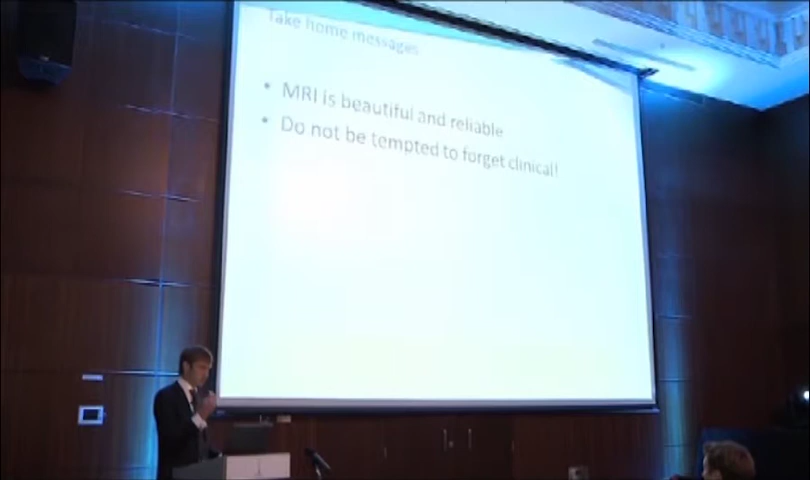 Take home messages
• MRI is beautiful and reliable
• Do not be tempted to forget clinical!